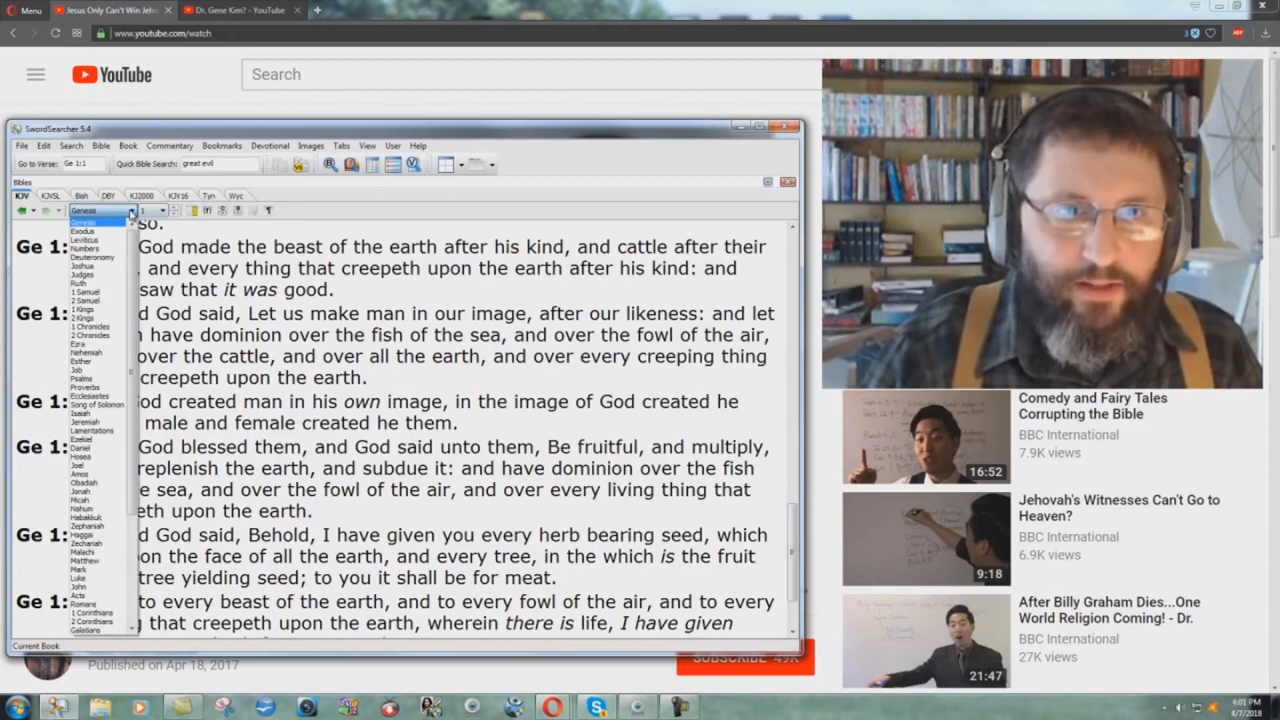 Menu
Jesus Only Can't Win Jeho
Dr. Gene Kim? - YouTube
www.youtube.com/watch
3
ABP
YouTube
Search
SwordSearcher 5.4
File Edit Search Bible Book Commentary Bookmarks Devotional Images Tabs View User Help
Go to Verse: Ge 1:1 Quick Bible Search: great evil
Bibles
KJV KJVSL Bish DBY KJ2000 KJV16 Tyn Wyc
Genesis 1
Genesis
Exodus
Leviticus
Numbers
Deuteronomy
Joshua
Judges
Ruth
1 Samuel
2 Samuel
1 Kings
2 Kings
1 Chronicles
2 Chronicles
Ezra
Nehemiah
Esther
Job
Psalms
Proverbs
Ecclesiastes
Song of Solomon
Isaiah
Jeremiah
Lamentations
Ezekiel
Daniel
Hosea
Joel
Amos
Obadiah
Jonah
Micah
Nahum
Habakkuk
Zephaniah
Haggai
Zechariah
Malachi
Matthew
Mark
Luke
John
Acts
Romans
1 Corinthians
2 Corinthians
Galatians
so.
Ge 1: God made the beast of the earth after his kind, and cattle after their
, and every thing that creepeth upon the earth after his kind: and
saw that it was good.
Ge 1: d God said, Let us make man in our image, after our likeness: and let
have dominion over the fish of the sea, and over the fowl of the air,
over the cattle, and over all the earth, and over every creeping thing
creepeth upon the earth.
Ge 1: od created man in his own image, in the image of God created he
male and female created he them.
Ge 1: God blessed them, and God said unto them, Be fruitful, and multiply,
replenish the earth, and subdue it: and have dominion over the fish
e sea, and over the fowl of the air, and over every living thing that
eth upon the earth.
Ge 1: d God said, Behold, I have given you every herb bearing seed, which
on the face of all the earth, and every tree, in the which is the fruit
tree yielding seed; to you it shall be for meat.
Ge 1: to every beast of the earth, and to every fowl of the air, and to every
that creepeth upon the earth, wherein there is life, I have given
Current Book
Published on Apr 18, 2017
SUBSCRIBE 49K
Comedy and Fairy Tales
Corrupting the Bible
BBC International
7.9K views
16:52
Jehovah's Witnesses Can't Go to
Heaven?
BBC International
6.9K views
9:18
After Billy Graham Dies...One
World Religion Coming! - Dr.
BBC International
27K views
21:47
4:01 PM
4/7/2018